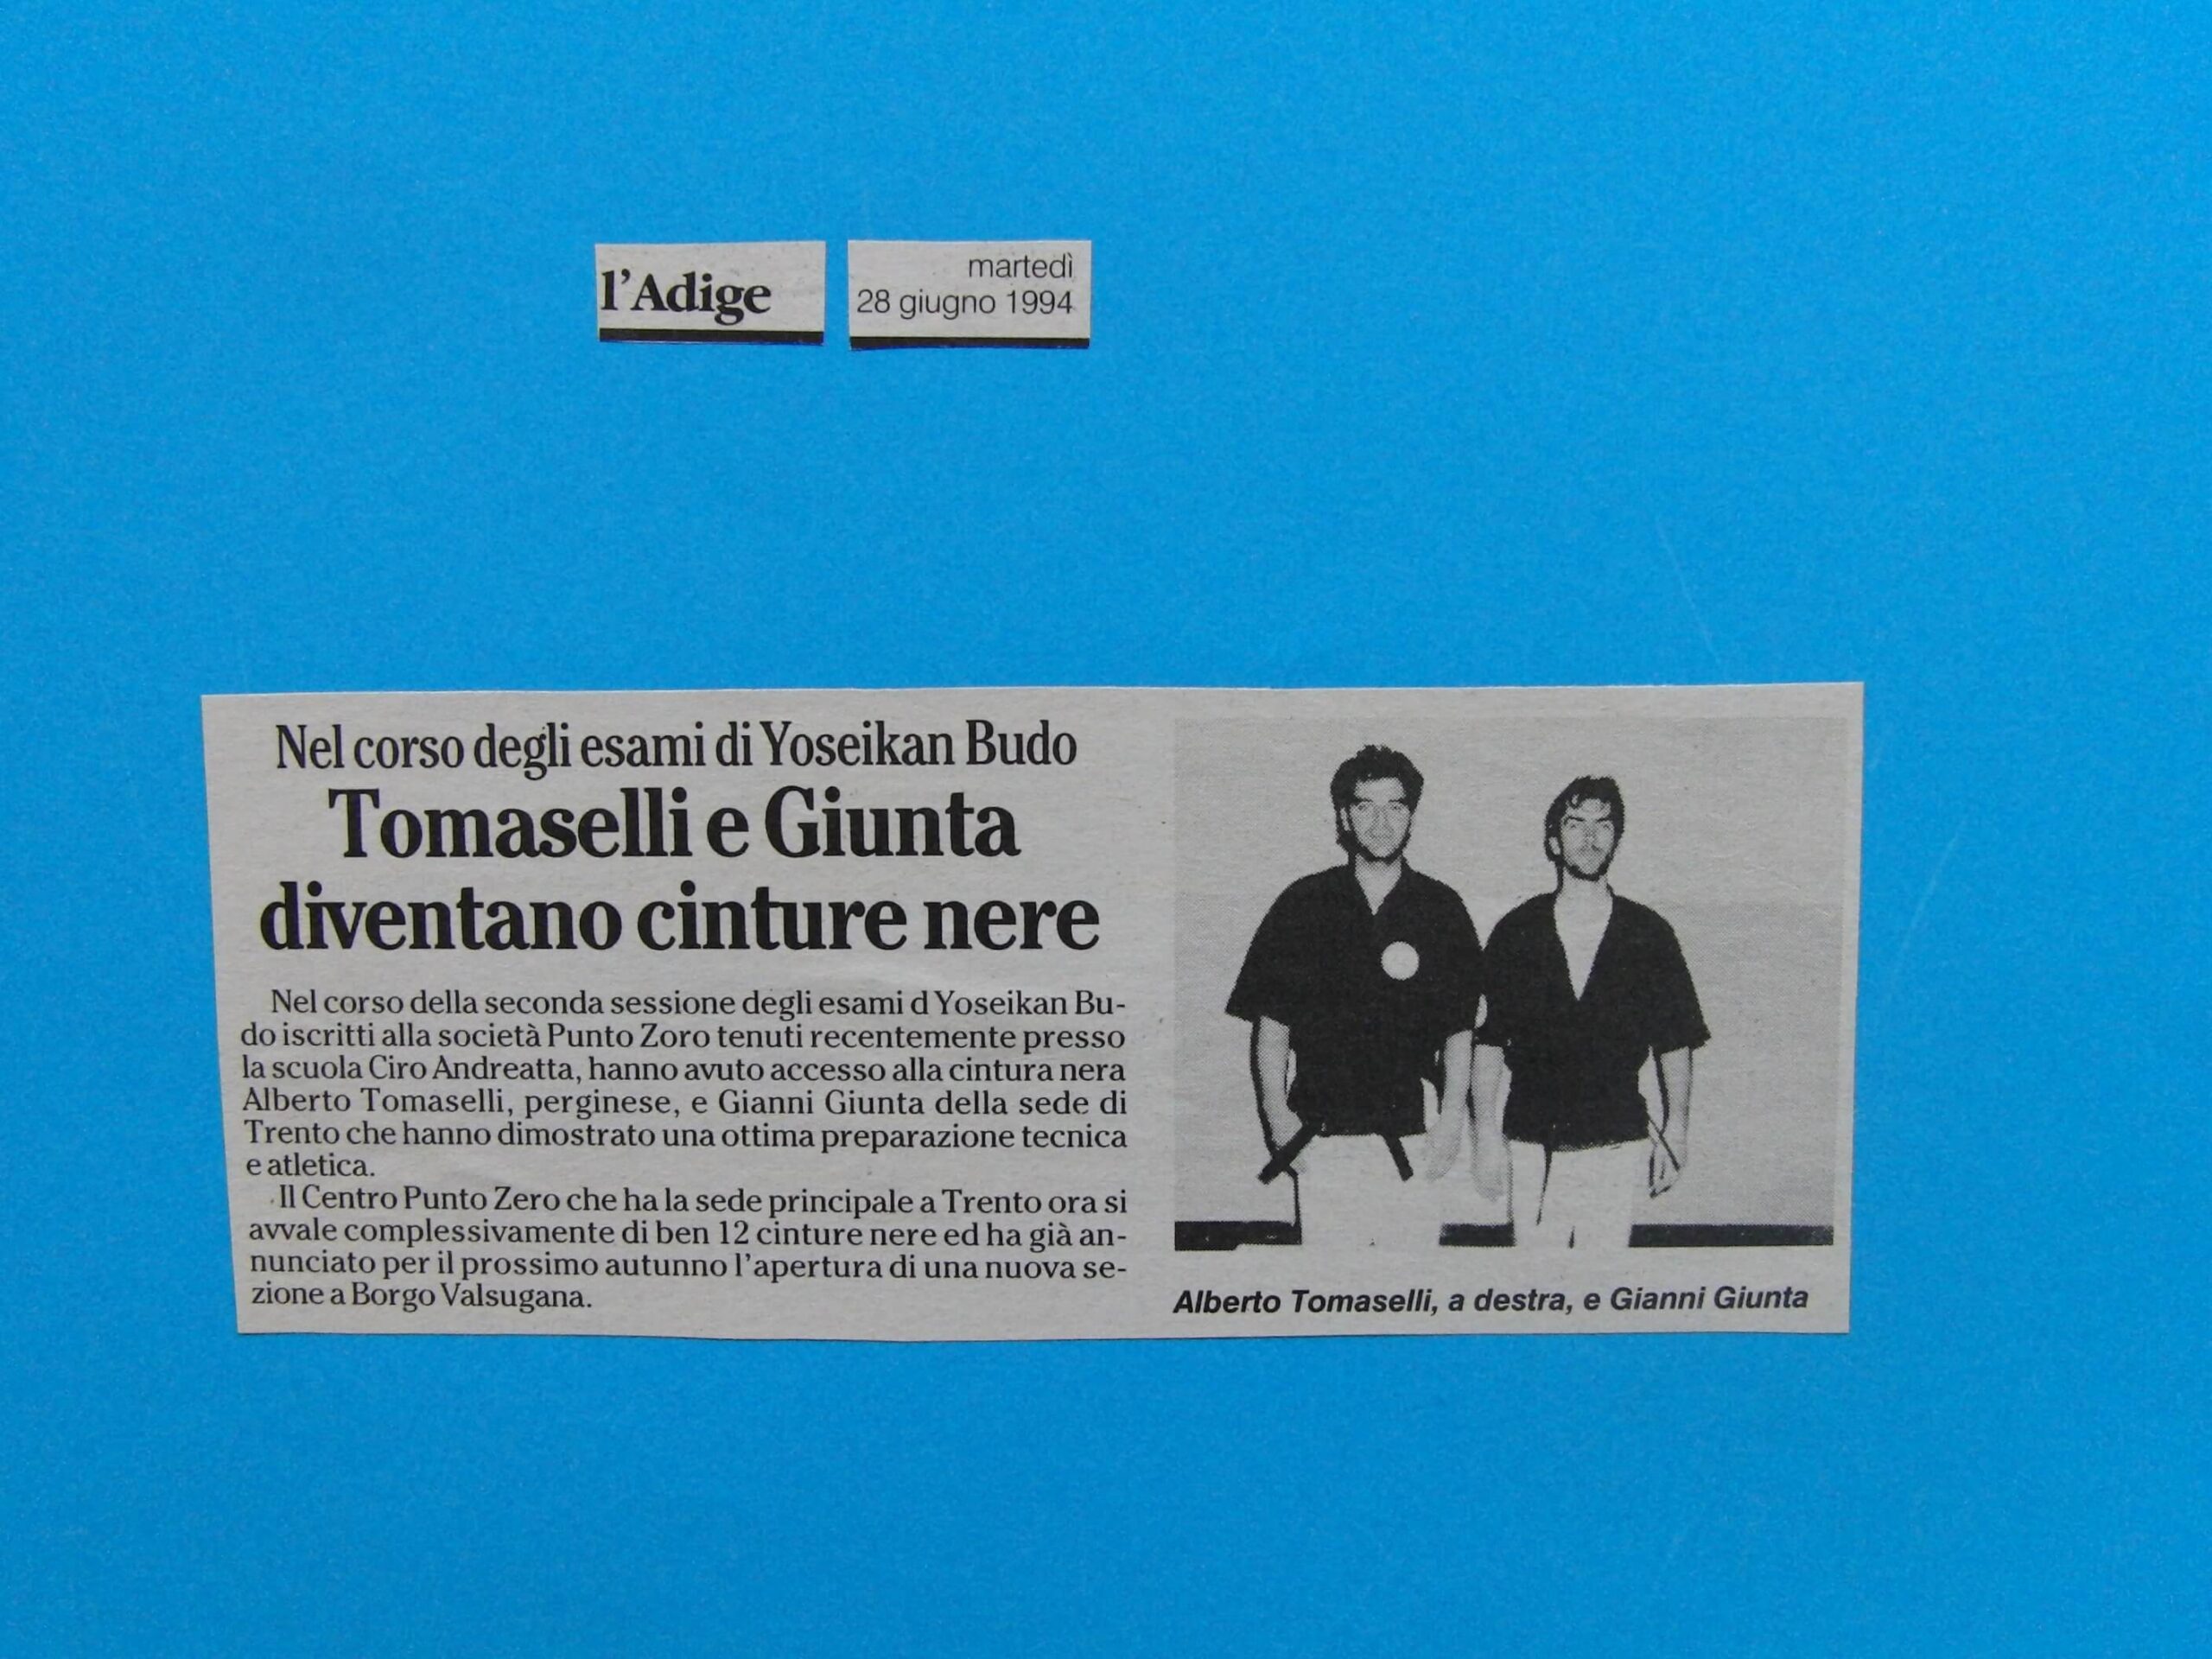 l'Adige
martedì
28 giugno 1994
Nel corso degli esami di Yoseikan Budo
Tomaselli e Giunta
diventano cinture nere
Nel corso della seconda sessione degli esami d Yoseikan Bu-
do iscritti alla società Punto Zoro tenuti recentemente presso
la scuola Ciro Andreatta, hanno avuto accesso alla cintura nera
Alberto Tomaselli, perginese, e Gianni Giunta della sede di
Trento che hanno dimostrato una ottima preparazione tecnica
e atletica.
Il Centro Punto Zero che ha la sede principale a Trento ora si
avvale complessivamente di ben 12 cinture nere ed ha già an-
nunciato per il prossimo autunno l'apertura di una nuova se-
zione a Borgo Valsugana.
Alberto Tomaselli, a destra, e Gianni Giunta